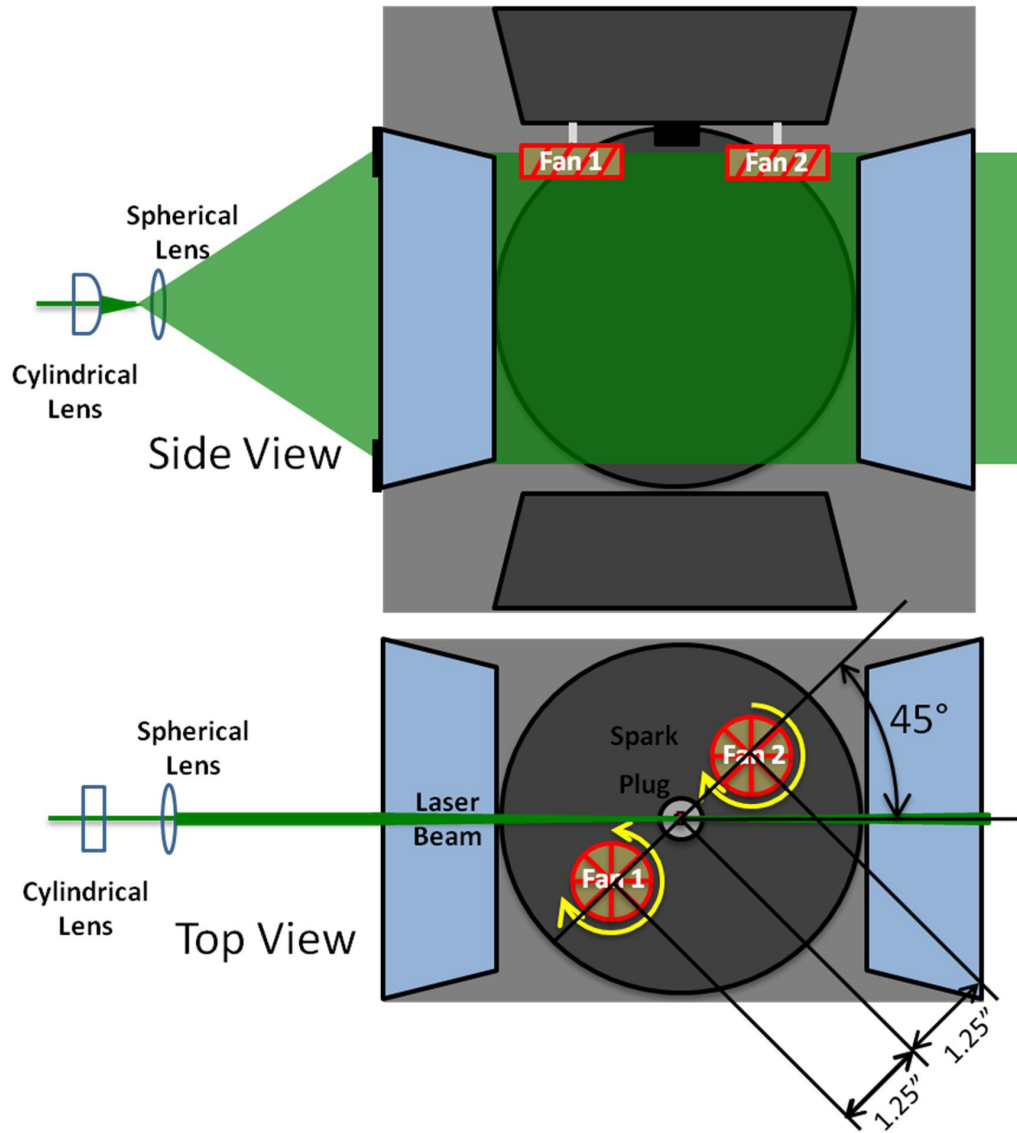 Fan 1
Fan 2
Spherical
Lens
Cylindrical
Lens
Side View
45°
Spherical
Lens
Spark
Plug
Fan 2
Laser
Beam
Fan 1
Cylindrical
Lens
Top View
1.25”
1.25”